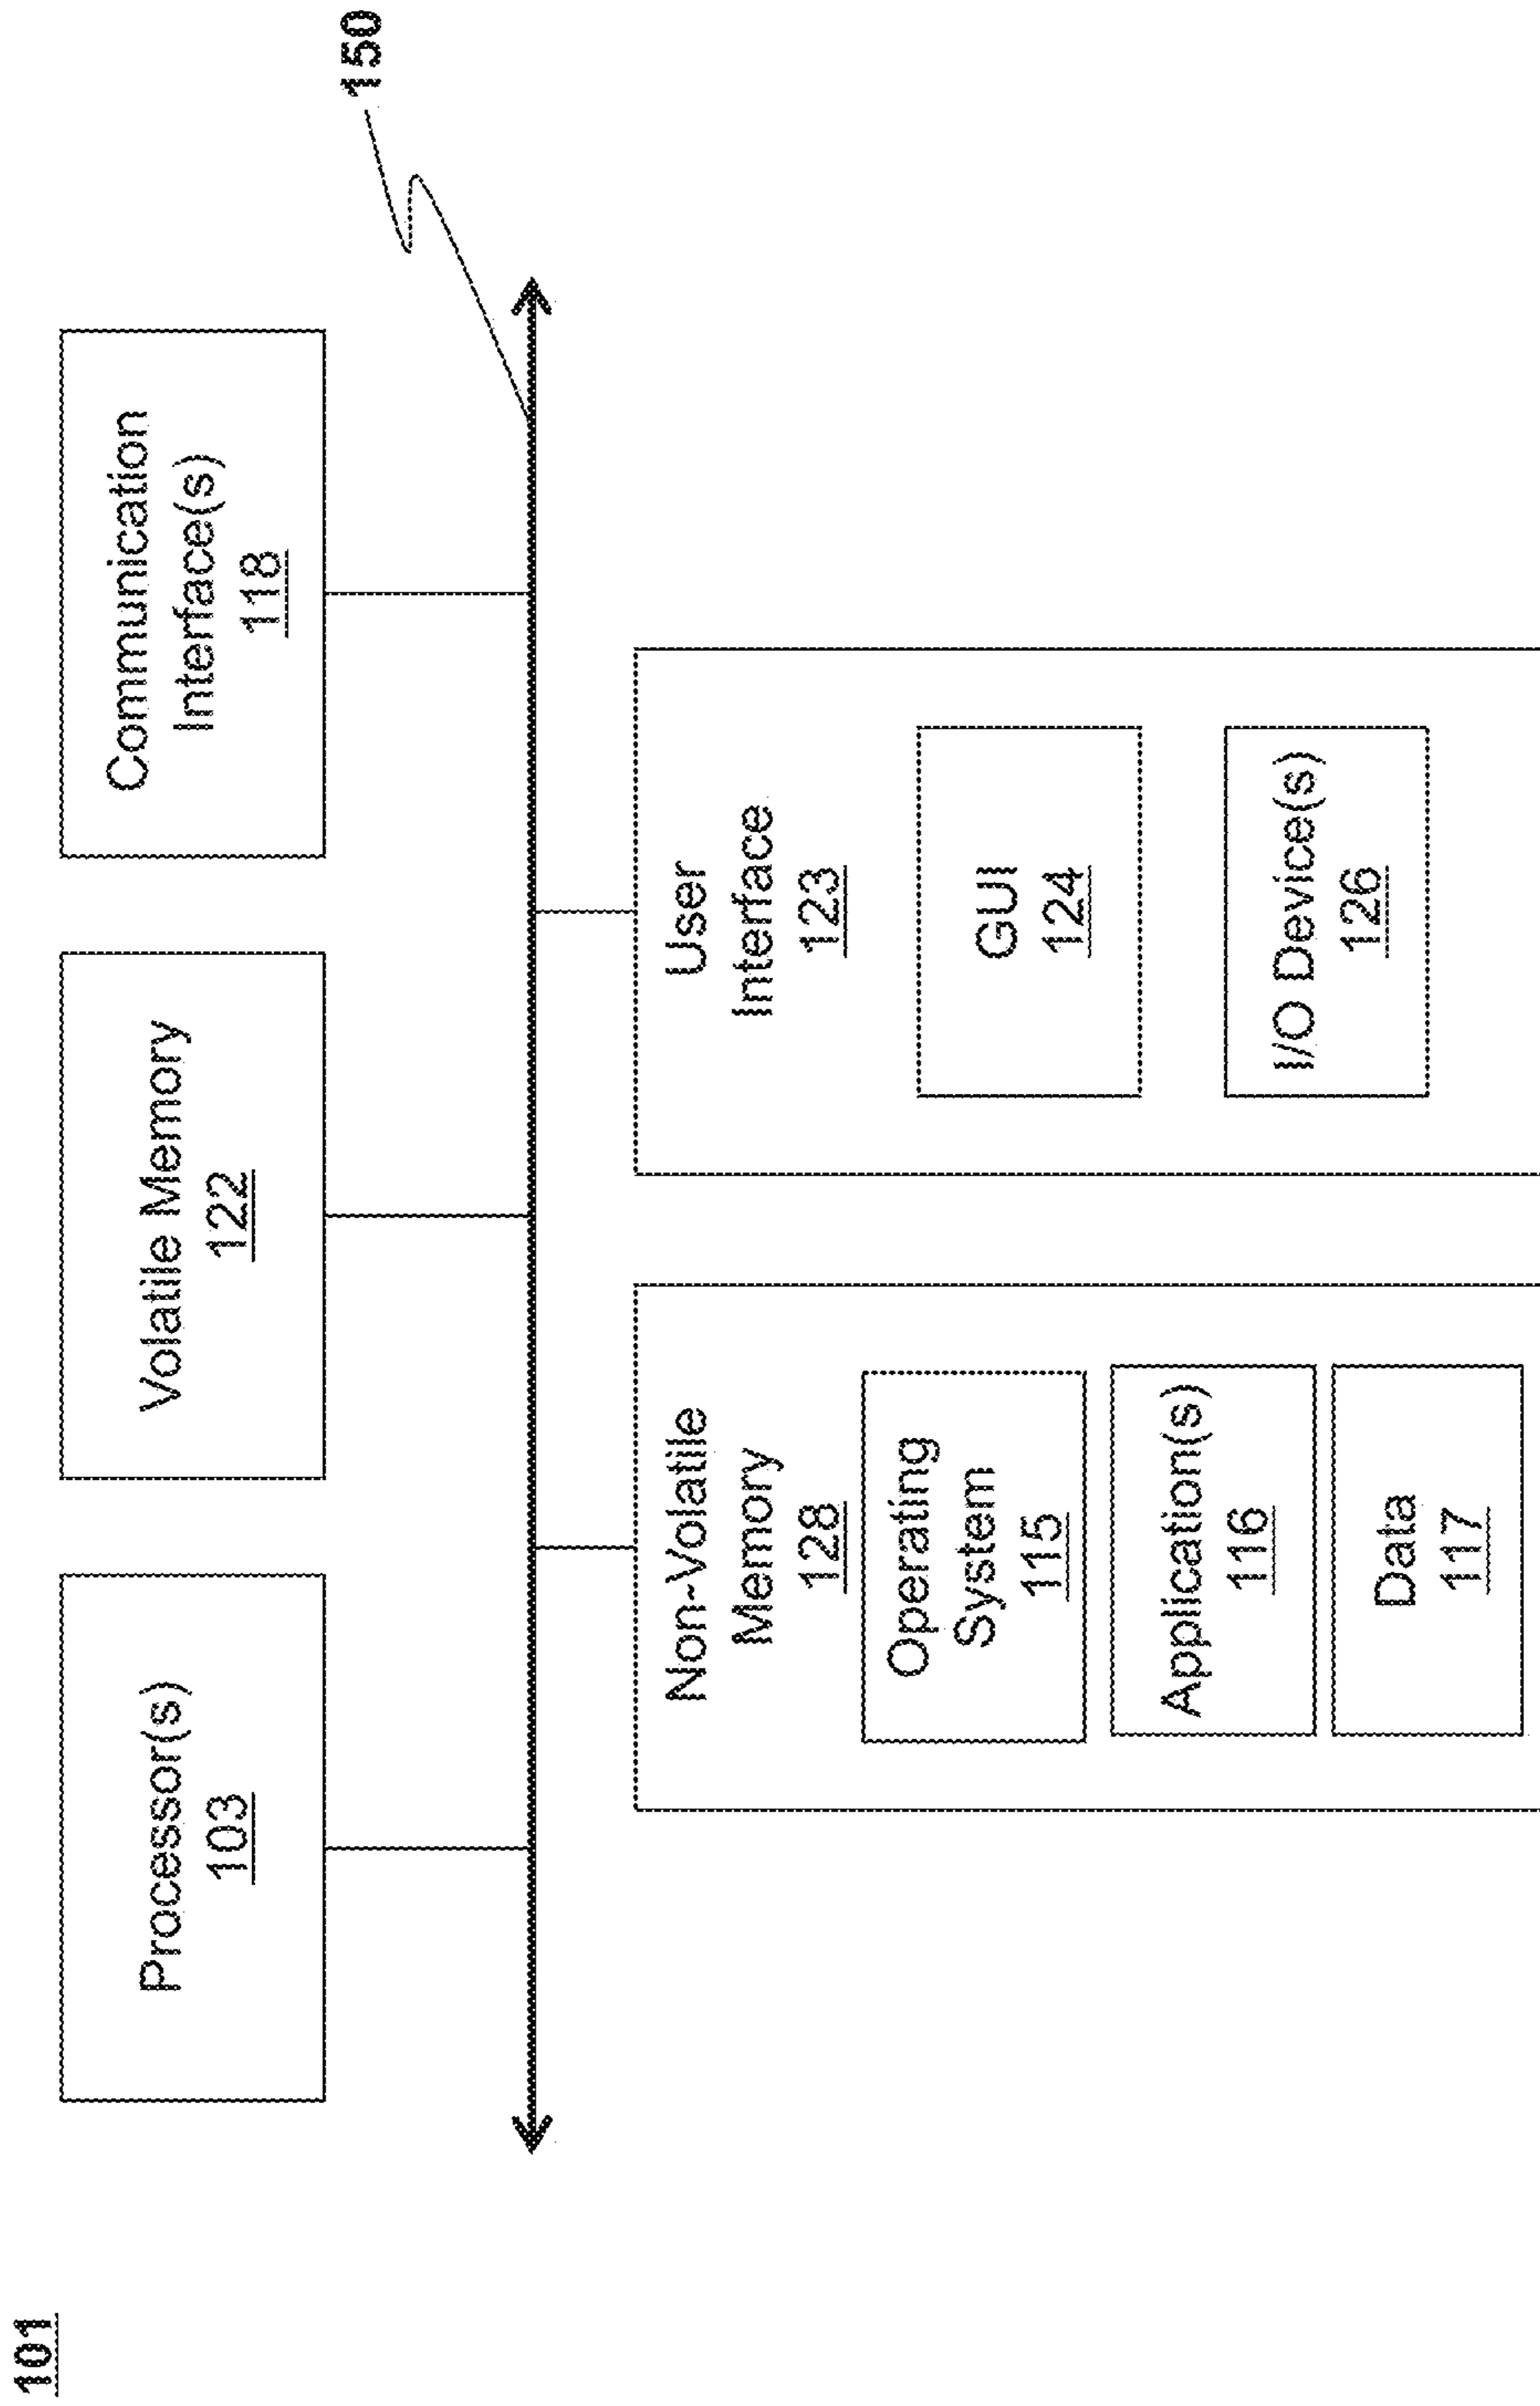 101
Processor(s)
103
Volatile Memory
122
Communication
Interface(s)
118
150
Non-Volatile
Memory
128
Operating
System
115
Application(s)
116
Data
117
User
Interface
123
GUI
124
I/O Device(s)
126